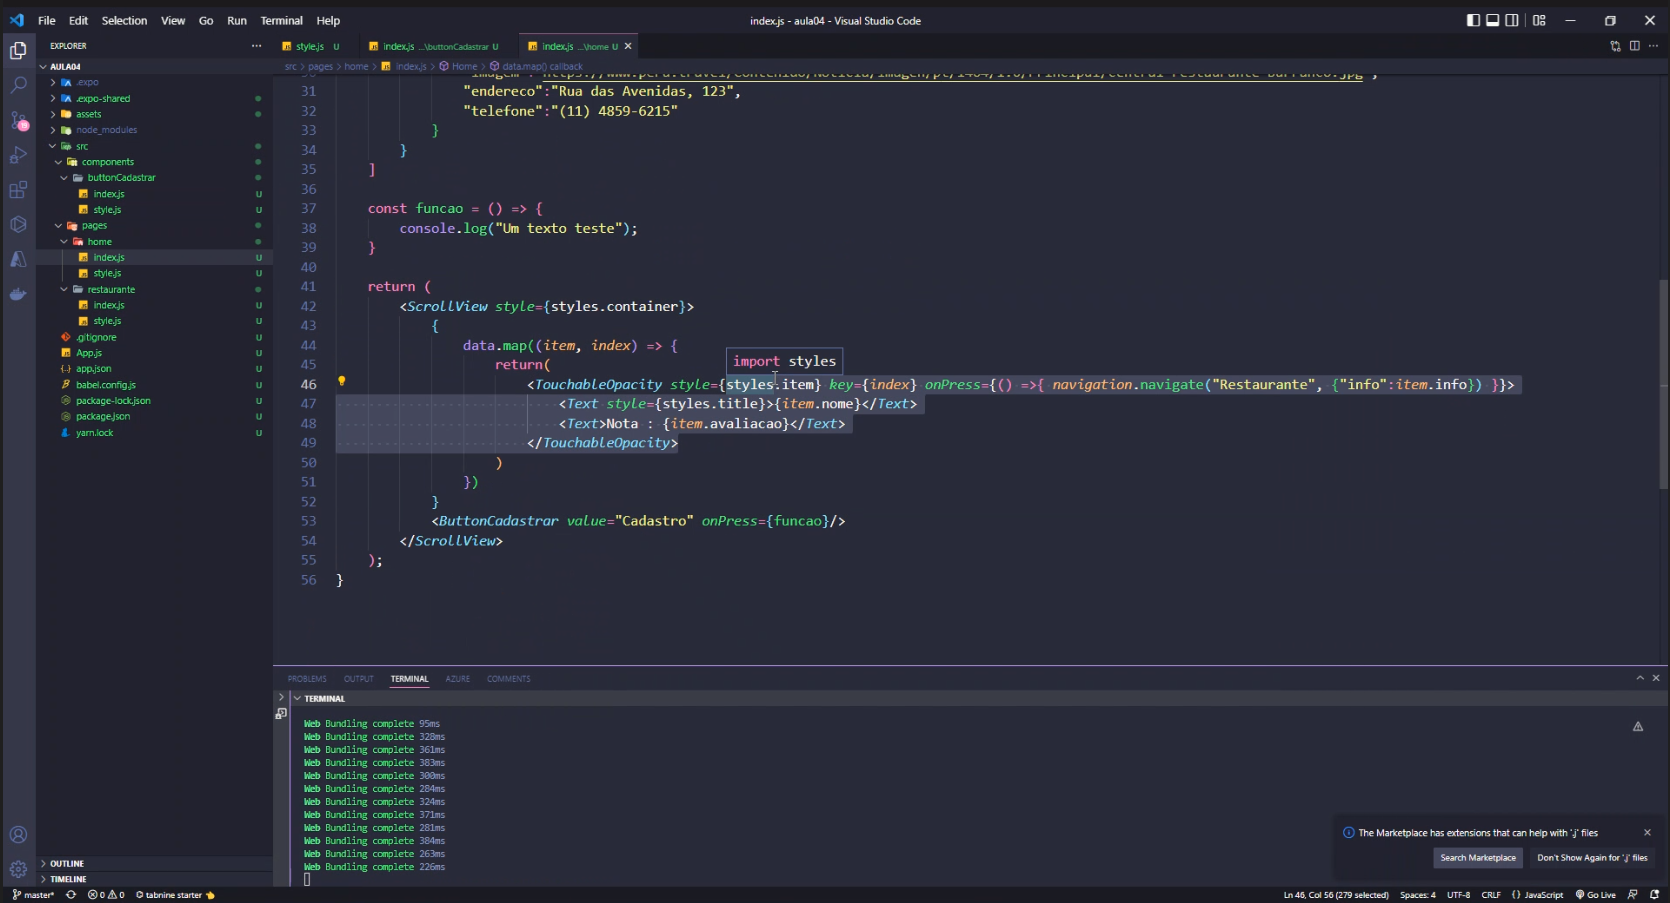 File Edit Selection View Go Run Terminal Help
index.js - aula04 - Visual Studio Code
EXPLORER
AULA04
.expo
.expo-shared
assets
node_modules
src
components
buttonCadastrar
index.js U
style.js U
pages
home
index.js U
style.js U
restaurante
index.js U
style.js U
.gitignore U
App.js U
app.json U
babel.config.js U
package-lock.json U
package.json U
yarn.lock U
OUTLINE
TIMELINE
style.js U
index.js ...\buttonCadastrar U
index.js ...\home U
src > pages > home > index.js > Home > data.map() callback
31 "endereco":"Rua das Avenidas, 123",
32 "telefone":"(11) 4859-6215"
33 }
34 }
35 ]
36
37 const funcao = () => {
38 console.log("Um texto teste");
39 }
40
41 return (
42 <ScrollView style={styles.container}>
43 {
44 data.map((item, index) => {
45 return(
import styles
46 <TouchableOpacity style={styles.item} key={index} onPress={() =>{ navigation.navigate("Restaurante", {"info":item.info}) }}>
47 <Text style={styles.title}>{item.nome}</Text>
48 <Text>Nota : {item.avaliacao}</Text>
49 </TouchableOpacity>
50 )
51 })
52 }
53 <ButtonCadastrar value="Cadastro" onPress={funcao}/>
54 </ScrollView>
55 );
56 }
PROBLEMS OUTPUT TERMINAL AZURE COMMENTS
TERMINAL
Web Bundling complete 95ms
Web Bundling complete 328ms
Web Bundling complete 361ms
Web Bundling complete 383ms
Web Bundling complete 300ms
Web Bundling complete 284ms
Web Bundling complete 324ms
Web Bundling complete 371ms
Web Bundling complete 281ms
Web Bundling complete 384ms
Web Bundling complete 263ms
Web Bundling complete 226ms
The Marketplace has extensions that can help with '.j' files
Search Marketplace
Don't Show Again for '.j' files
master* 0 0 tabnine starter
Ln 46, Col 56 (279 selected) Spaces: 4 UTF-8 CRLF {} JavaScript Go Live